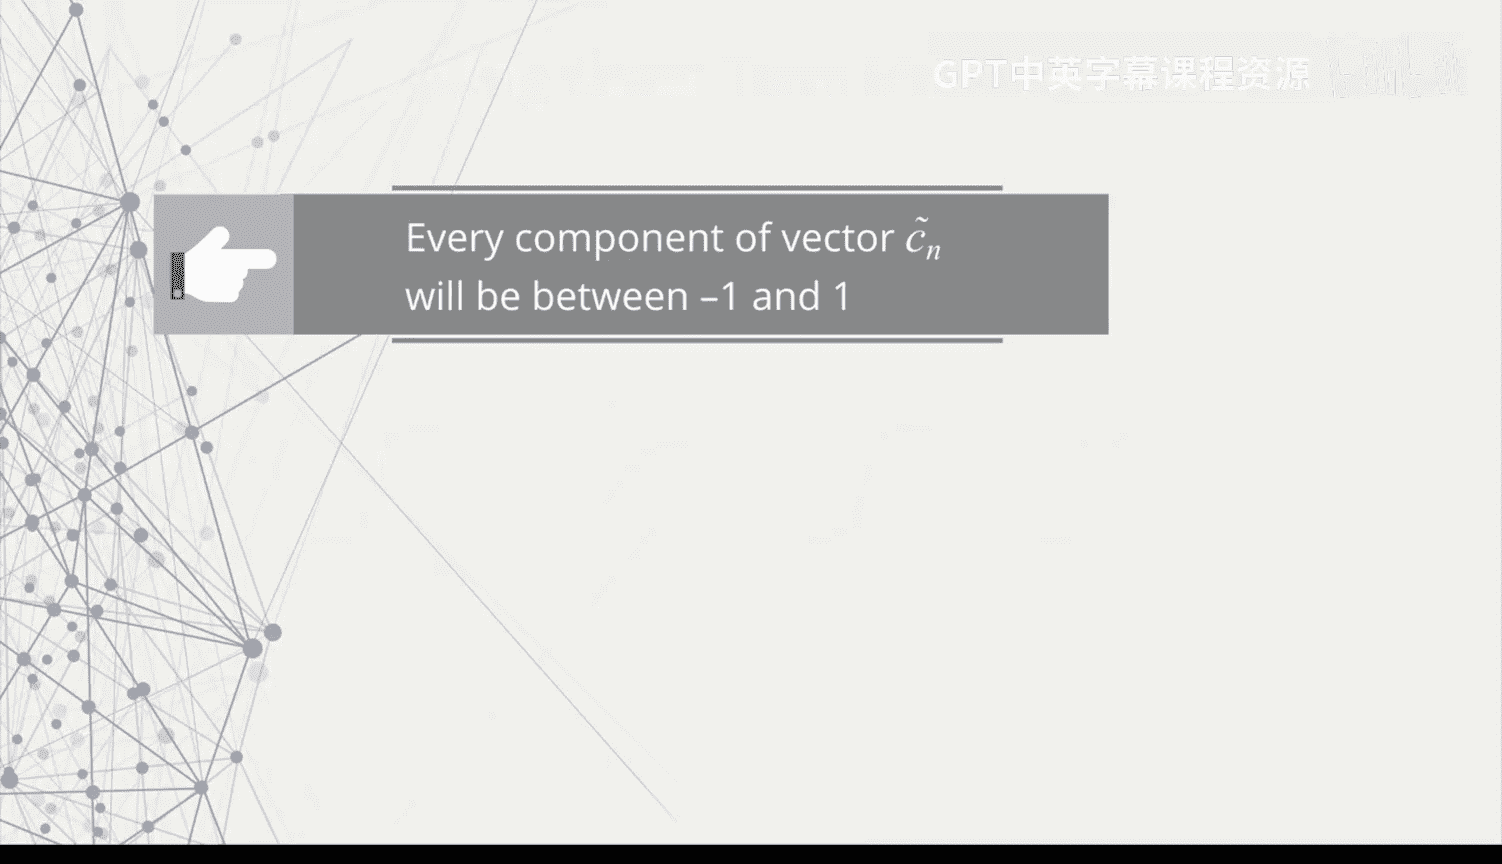 GPT中英字幕课程资源
Every component of vector c̃ₙ
will be between –1 and 1